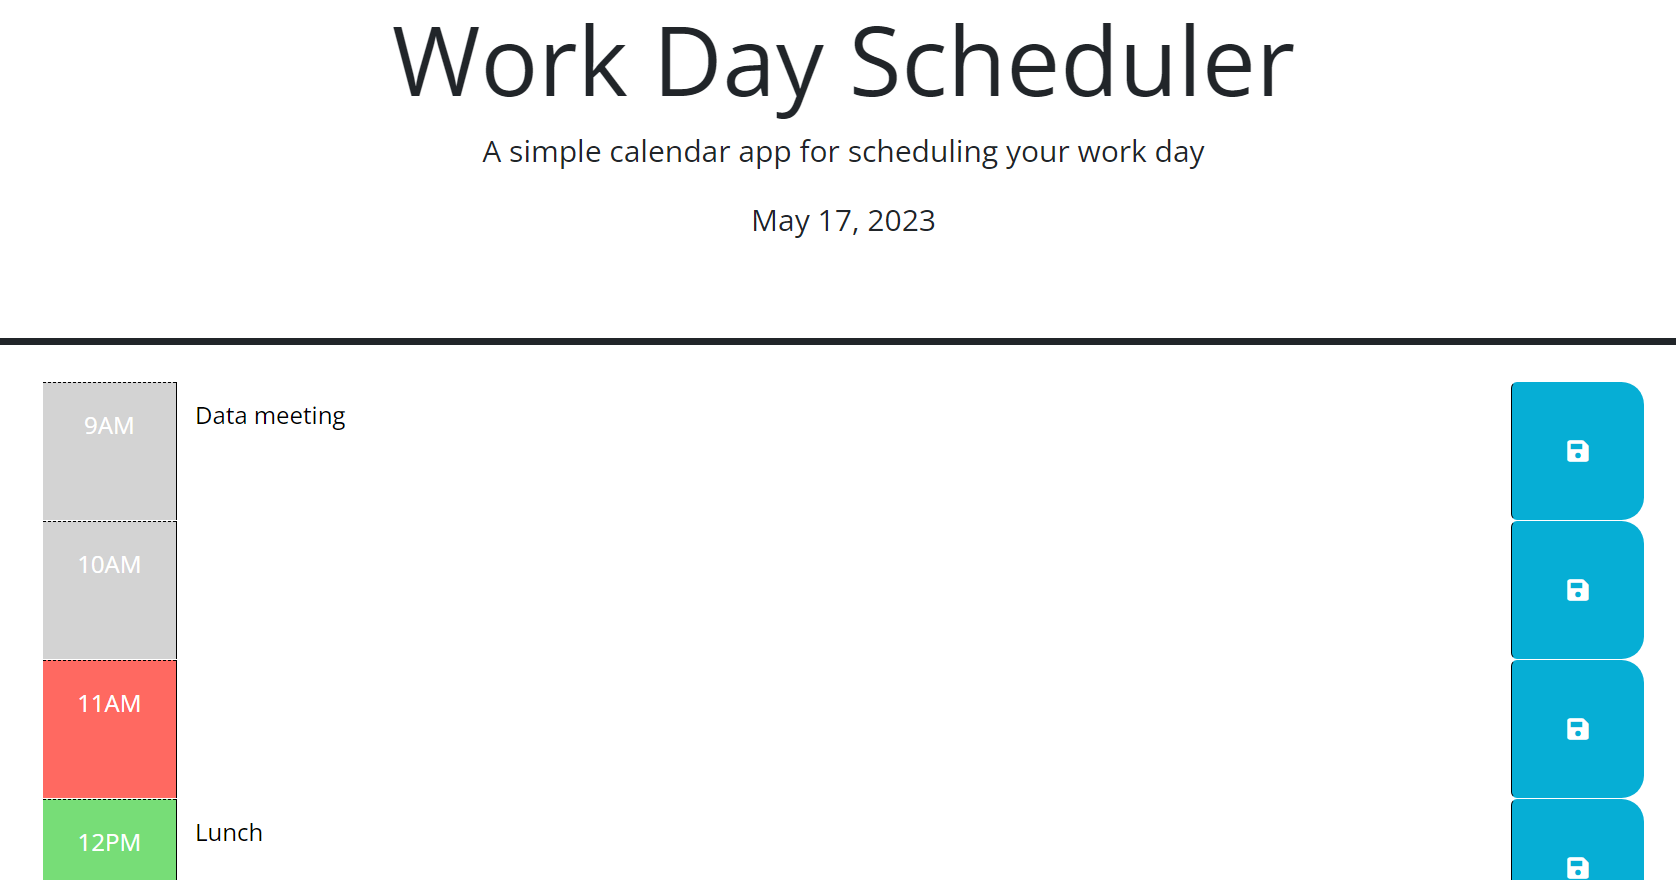 Work Day Scheduler
A simple calendar app for scheduling your work day
May 17, 2023
9AM
Data meeting
10AM
11AM
12PM
Lunch